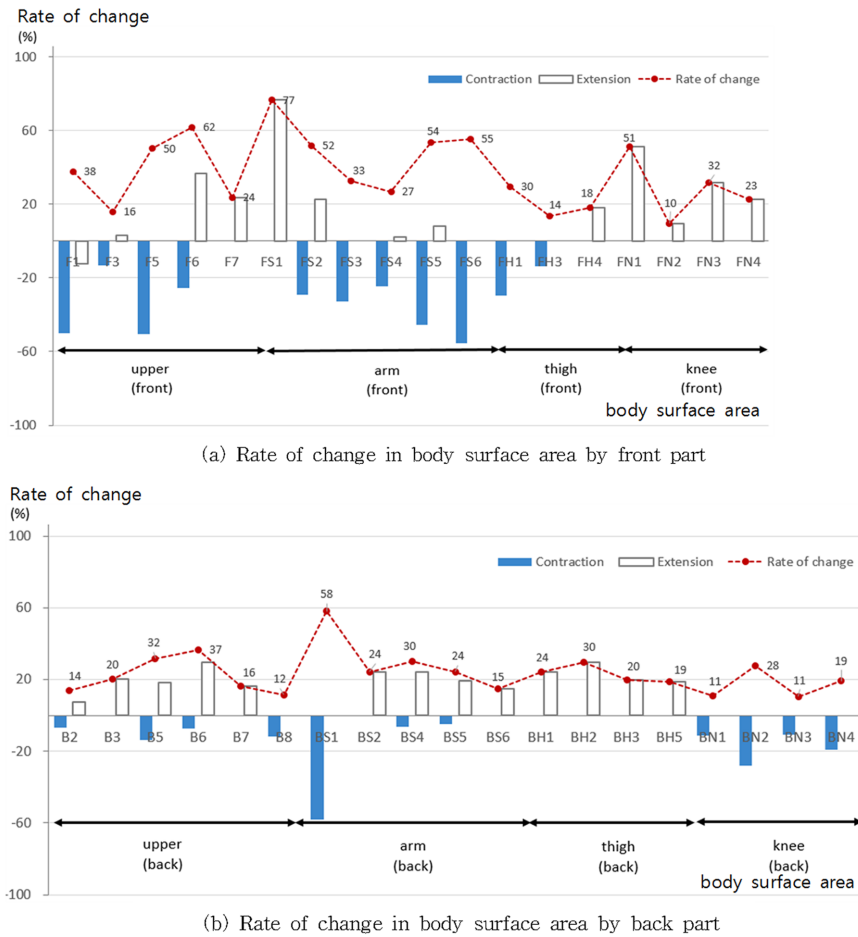 Rate of change
(%)
100
60
20
-20
-60
-100
Contraction Extension Rate of change
38 16 50 62 24 77 52 33 27 54 55 30 14 18 51 10 32 23
F1 F3 F5 F6 F7 FS1 FS2 FS3 FS4 FS5 FS6 FH1 FH3 FH4 FN1 FN2 FN3 FN4
upper (front)
arm (front)
thigh (front)
knee (front)
body surface area
(a) Rate of change in body surface area by front part
Rate of change
(%)
100
60
20
-20
-60
-100
Contraction Extension Rate of change
14 20 32 37 16 12 58 24 30 24 15 24 30 20 19 11 28 11 19
B2 B3 B5 B6 B7 B8 BS1 BS2 BS4 BS5 BS6 BH1 BH2 BH3 BH5 BN1 BN2 BN3 BN4
upper (back)
arm (back)
thigh (back)
knee (back)
body surface area
(b) Rate of change in body surface area by back part